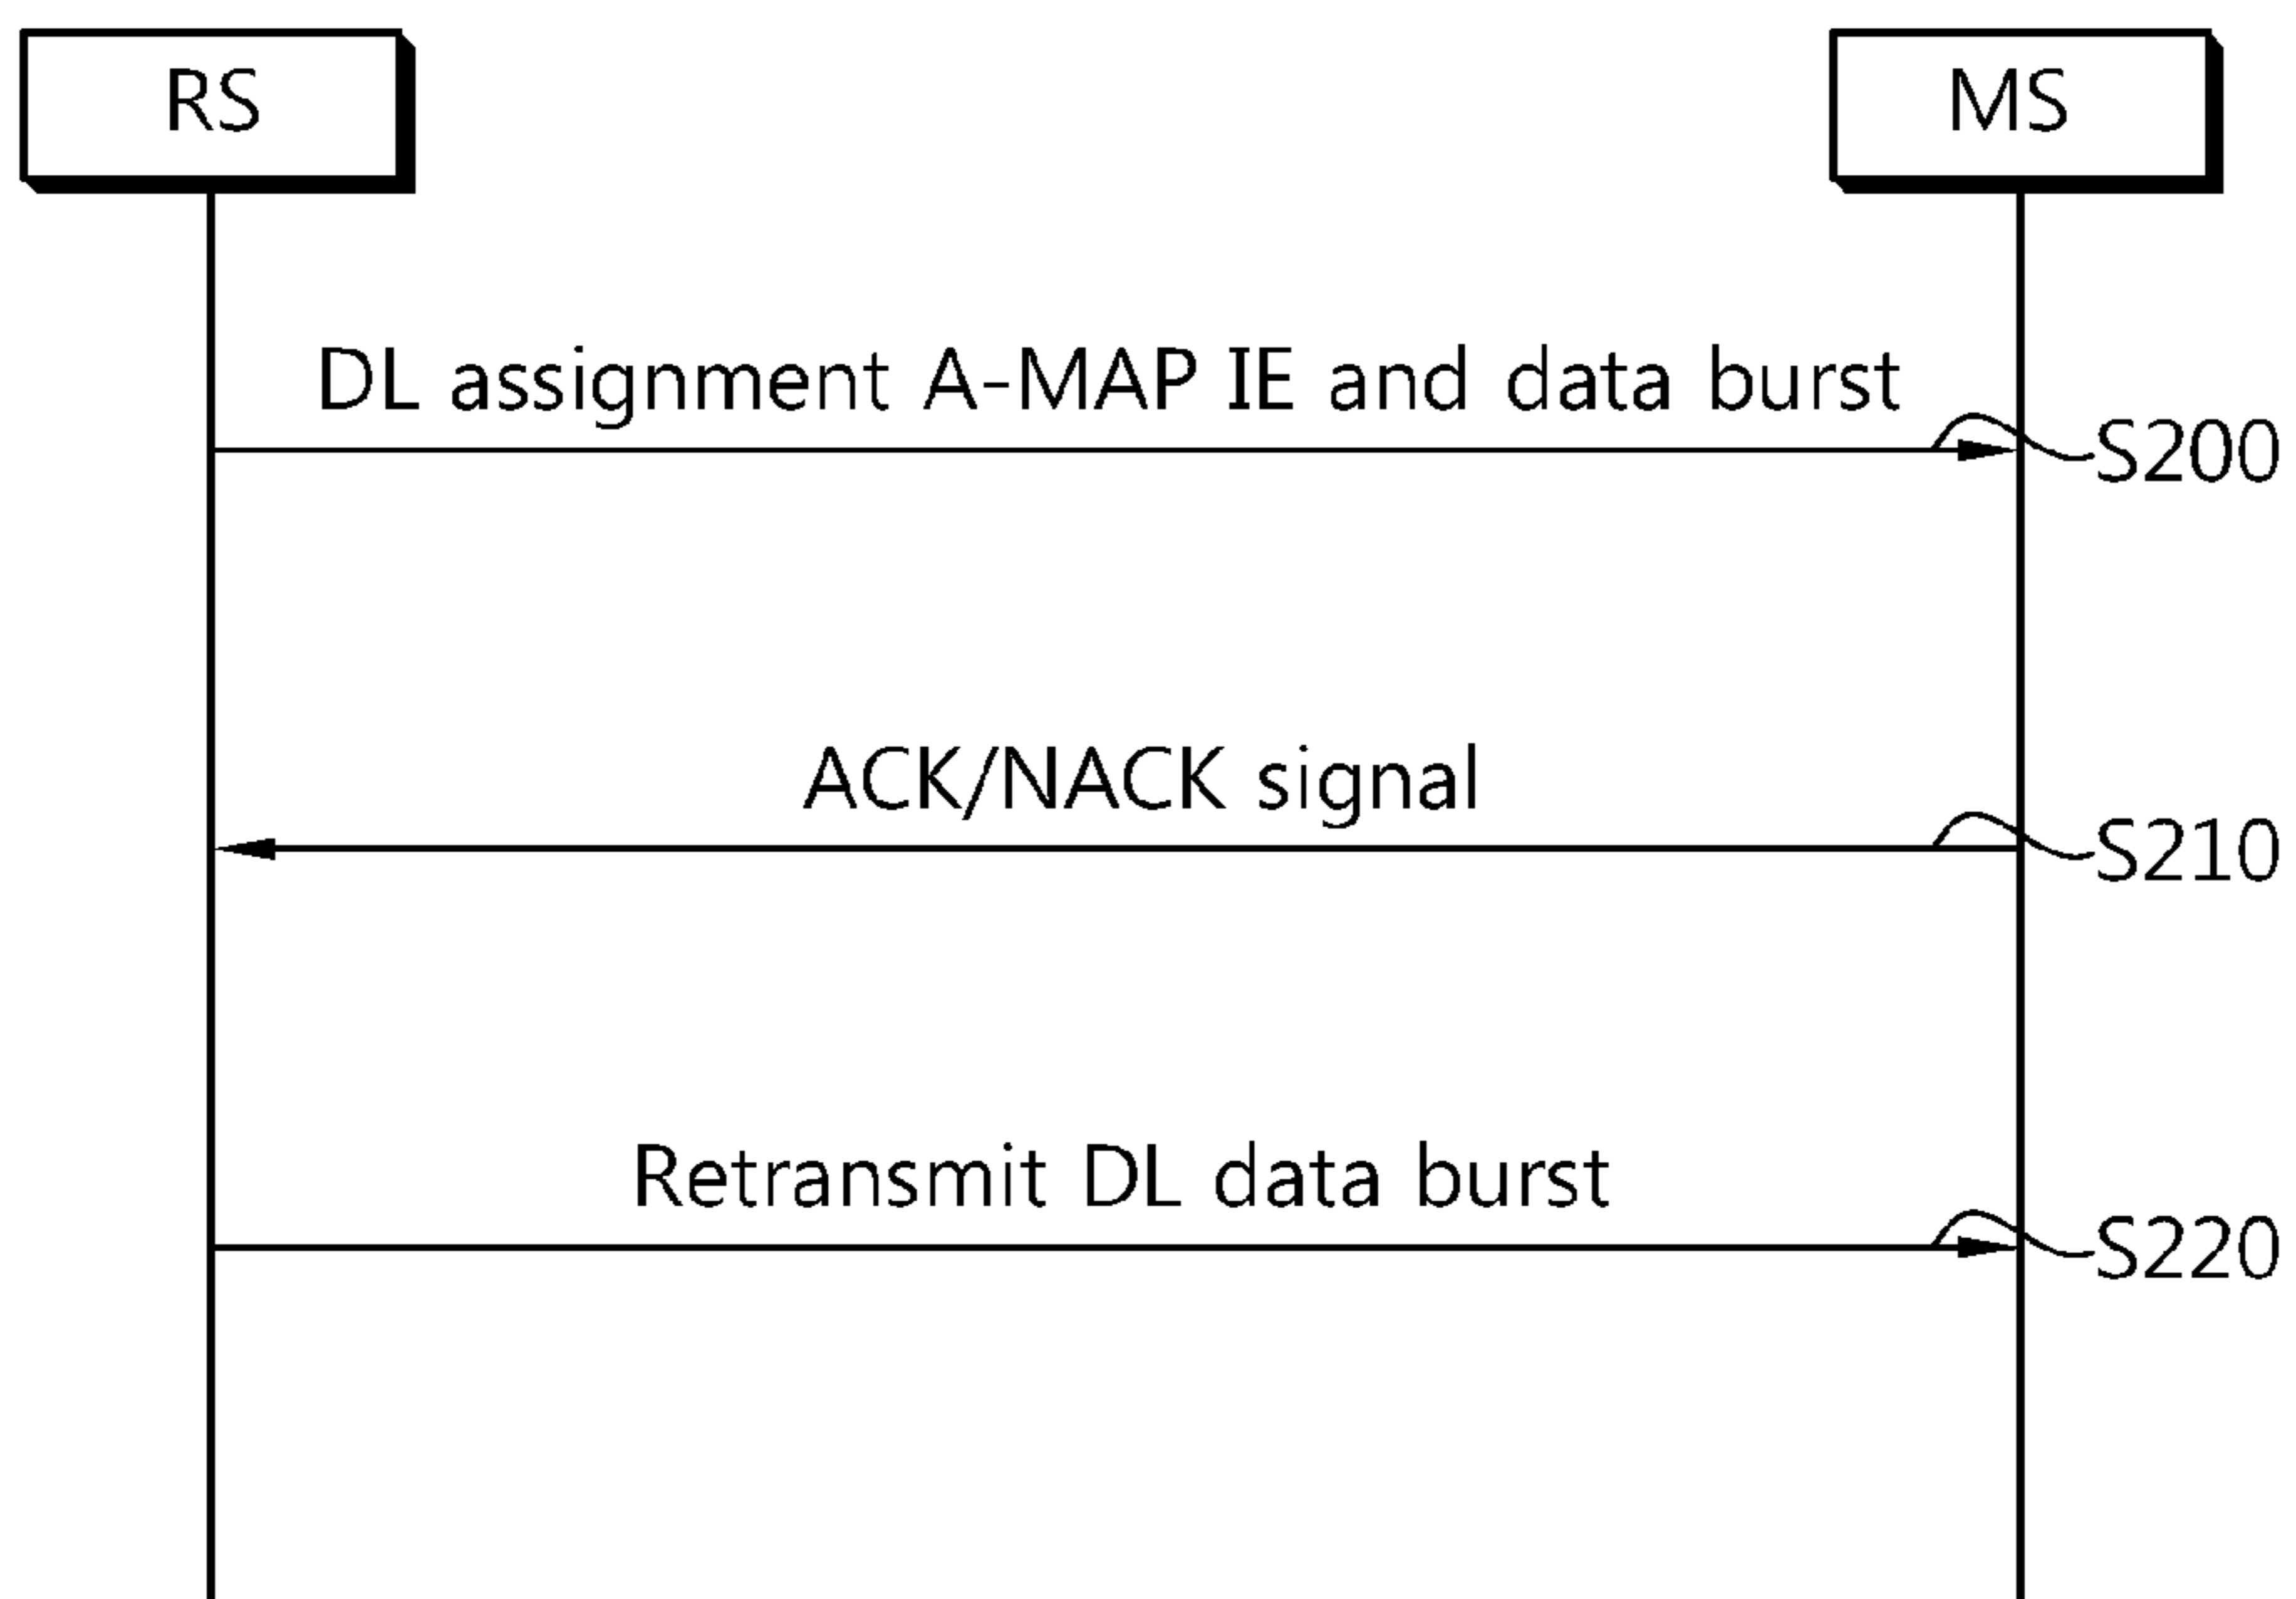 RS
MS
DL assignment A-MAP IE and data burst
S200
ACK/NACK signal
S210
Retransmit DL data burst
S220